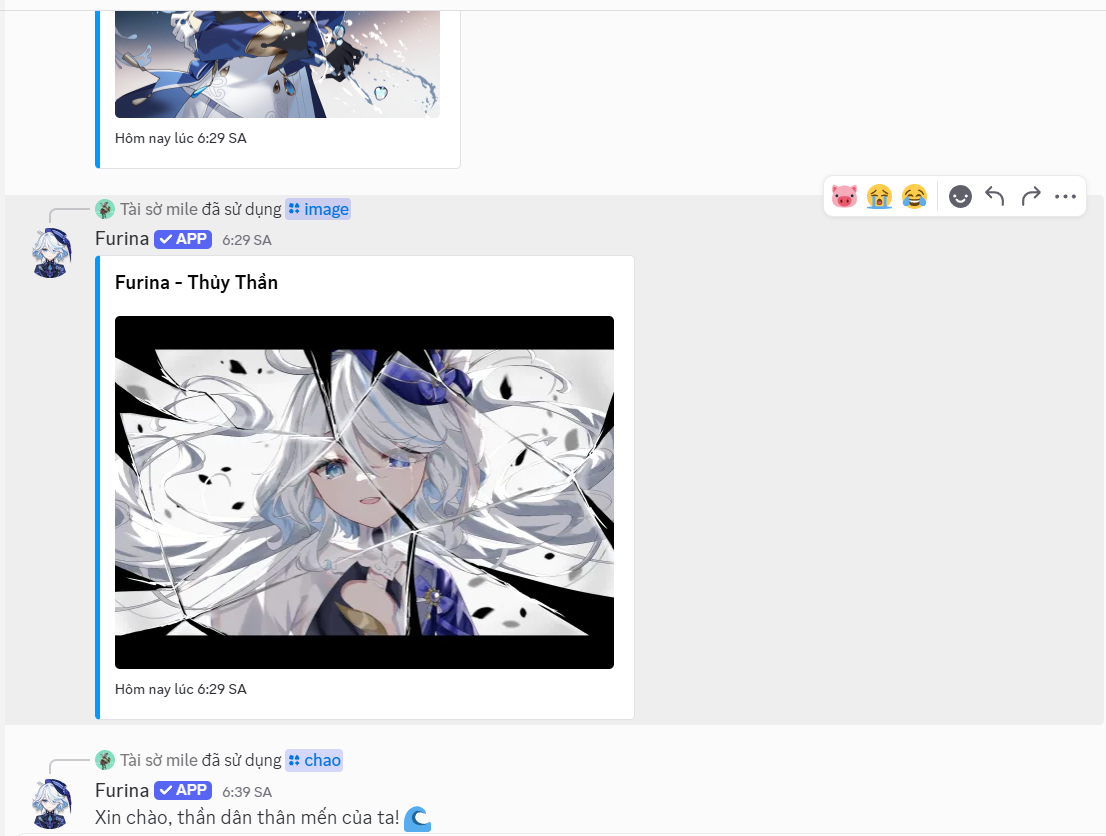 Hôm nay lúc 6:29 SA
Tài sờ mile đã sử dụng image
Furina APP 6:29 SA
Furina - Thủy Thần
Hôm nay lúc 6:29 SA
Tài sờ mile đã sử dụng chao
Furina APP 6:39 SA
Xin chào, thần dân thân mến của ta!